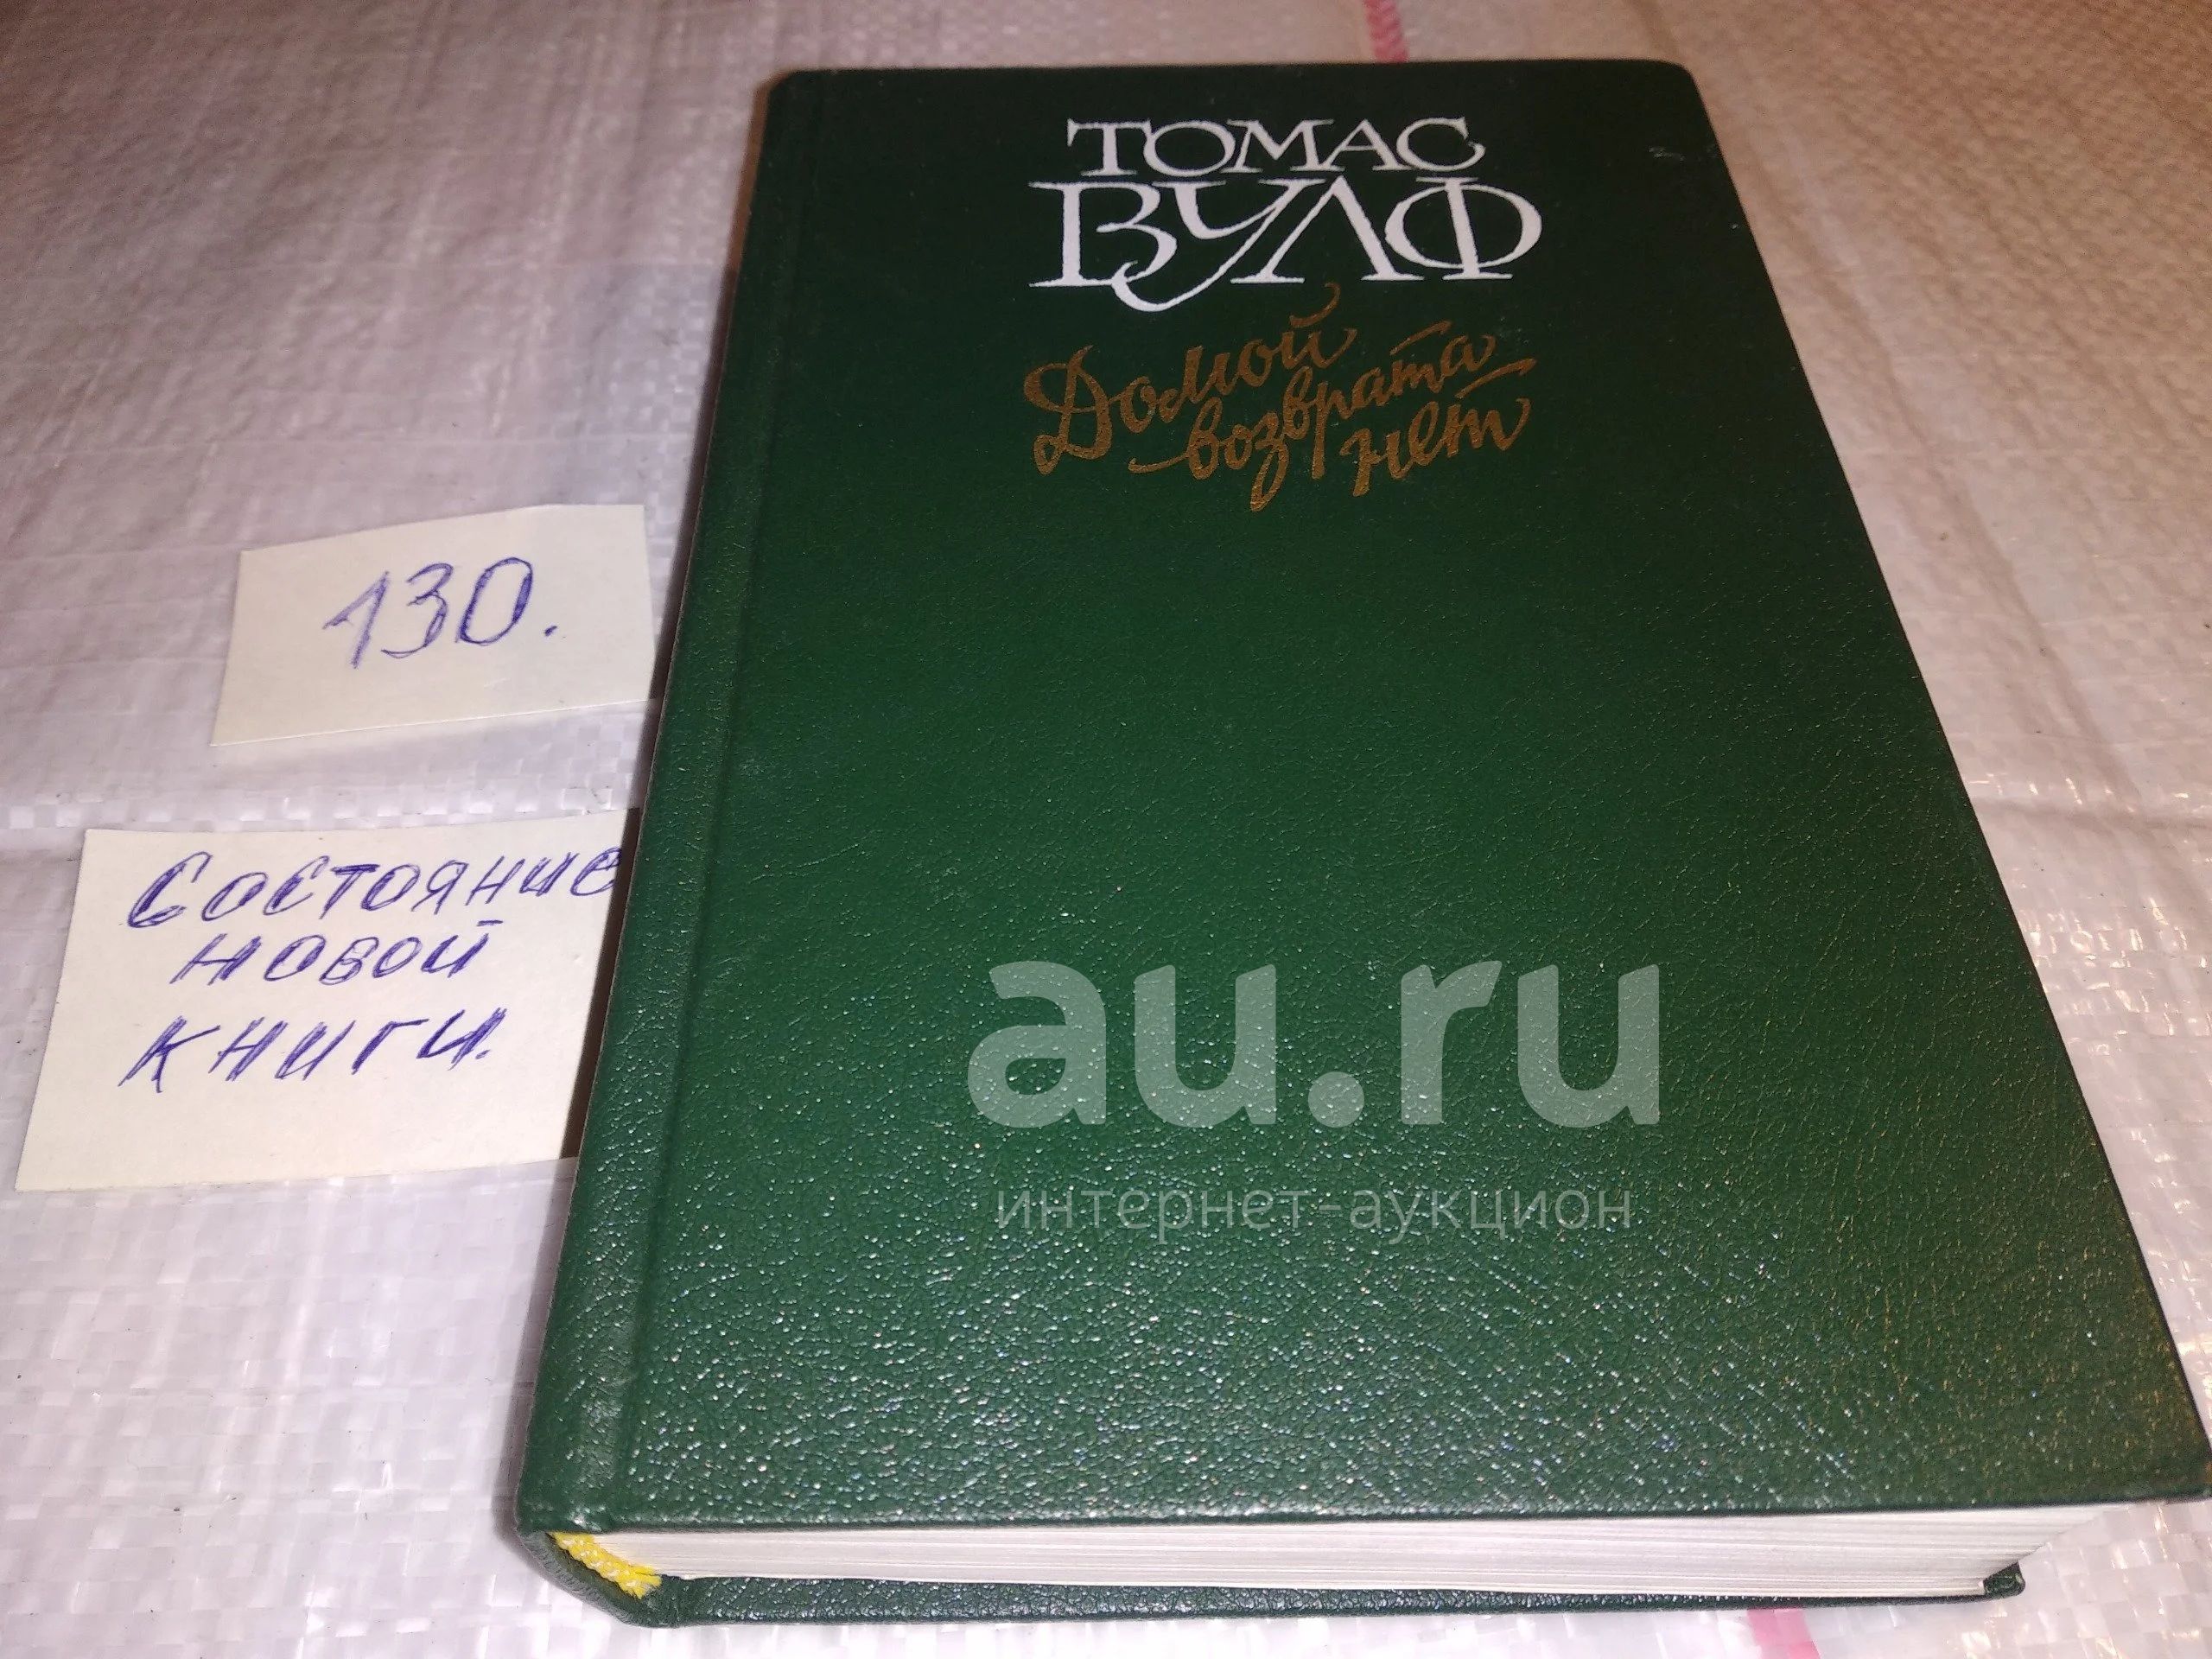 ТОМАС
ВУЛФ
Домой
возврата
нет
130.
Состояние
новой
книги.
au.ru
интернет-аукцион